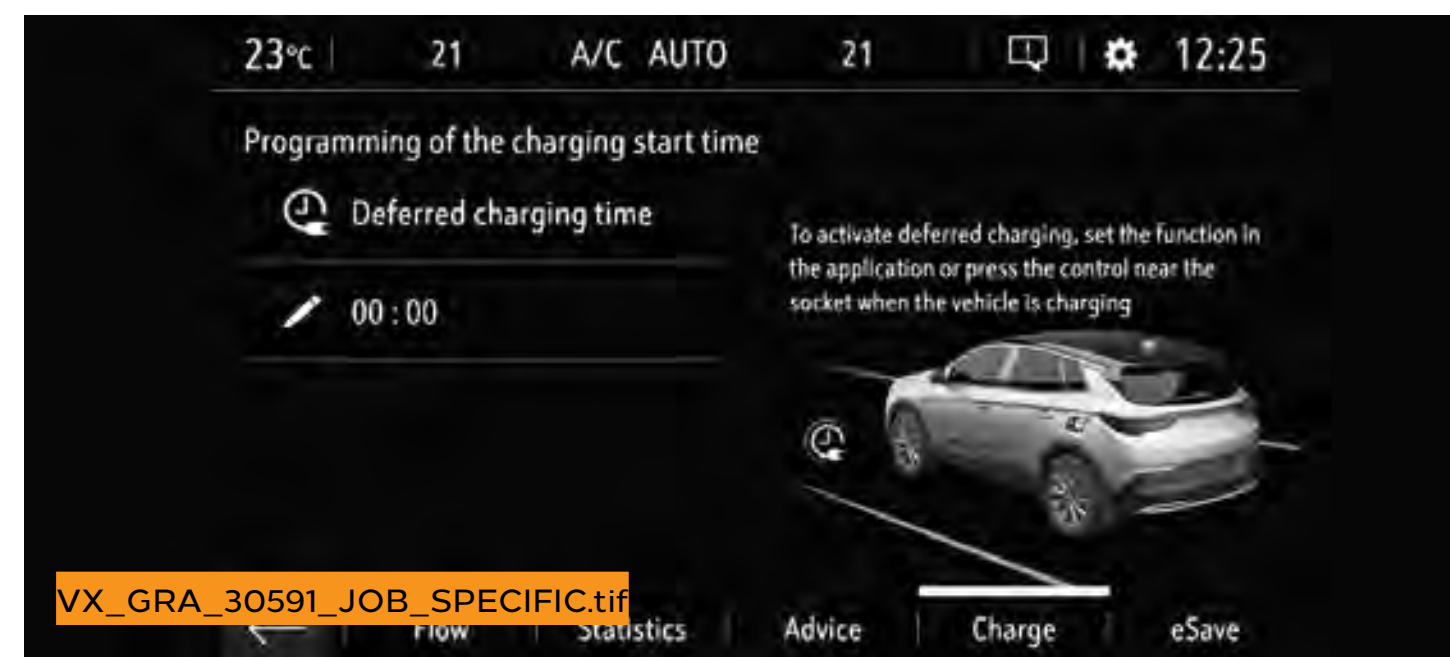 23°C 21 A/C AUTO 21 12:25
Programming of the charging start time
Deferred charging time
00 : 00
To activate deferred charging, set the function in
the application or press the control near the
socket when the vehicle is charging
VX_GRA_30591_JOB_SPECIFIC.tif
Flow Statistics Advice Charge eSave